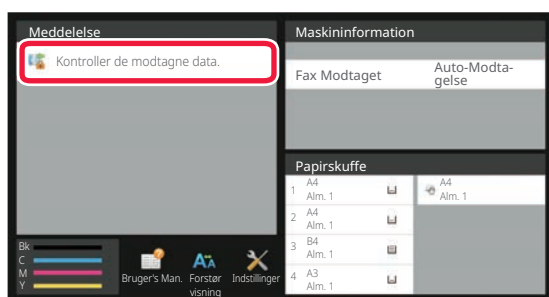 Meddelelse
Kontroller de modtagne data.
Maskininformation
Fax Modtaget
Auto-Modta-
gelse
Papirskuffe
1 A4
Alm. 1
A4
Alm. 1
2 A4
Alm. 1
3 B4
Alm. 1
4 A3
Alm. 1
Bk
C
M
Y
Bruger's Man.
Forstør
visning
Indstillinger